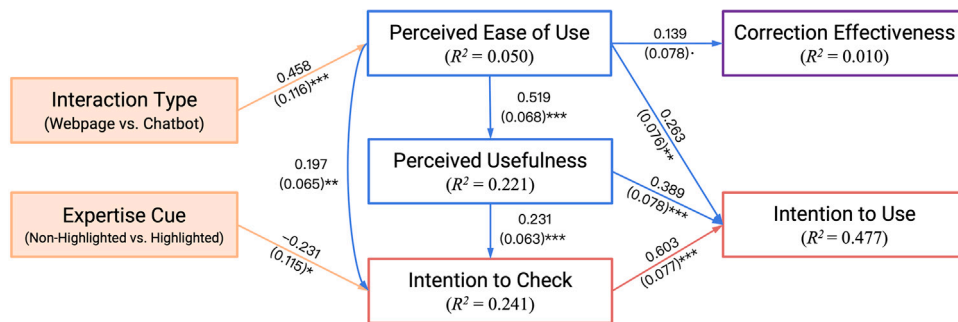 Perceived Ease of Use
(R² = 0.050)
0.139
(0.078)·
Correction Effectiveness
(R² = 0.010)
0.458
(0.116)***
Interaction Type
(Webpage vs. Chatbot)
0.519
(0.068)***
0.263
(0.076)**
0.197
(0.065)**
Perceived Usefulness
(R² = 0.221)
0.389
(0.078)***
Expertise Cue
(Non-Highlighted vs. Highlighted)
−0.231
(0.115)*
0.231
(0.063)***
Intention to Use
(R² = 0.477)
0.603
(0.077)***
Intention to Check
(R² = 0.241)